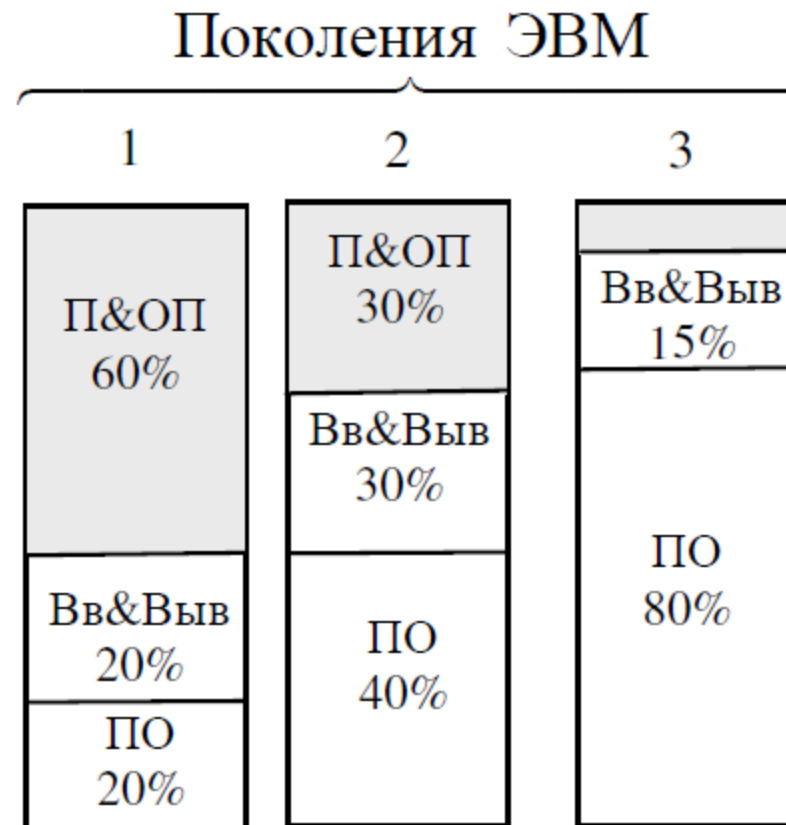 Поколения ЭВМ
1 2 3
П&ОП
60%
Вв&Выв
20%
ПО
20%
П&ОП
30%
Вв&Выв
30%
ПО
40%
Вв&Выв
15%
ПО
80%